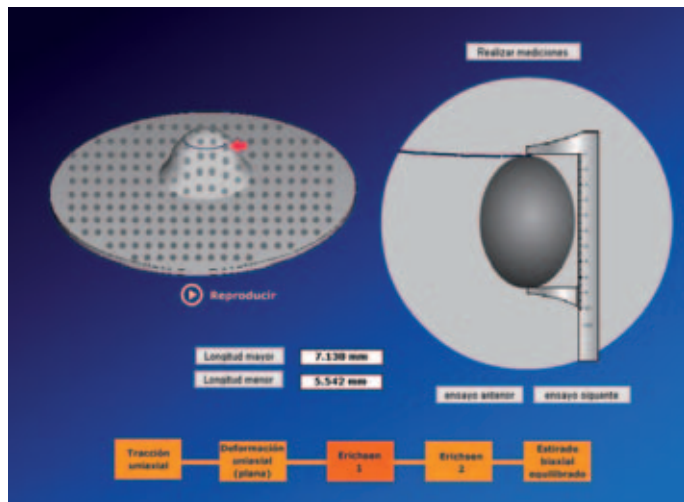 Realizar mediciones
Reproducir
Longitud mayor
7.138 mm
Longitud menor
5.542 mm
ensayo anterior
ensayo siguiente
Tracción
uniaxial
Deformación
uniaxial
(plana)
Erichsen
1
Erichsen
2
Estirado
biaxial
equilibrado